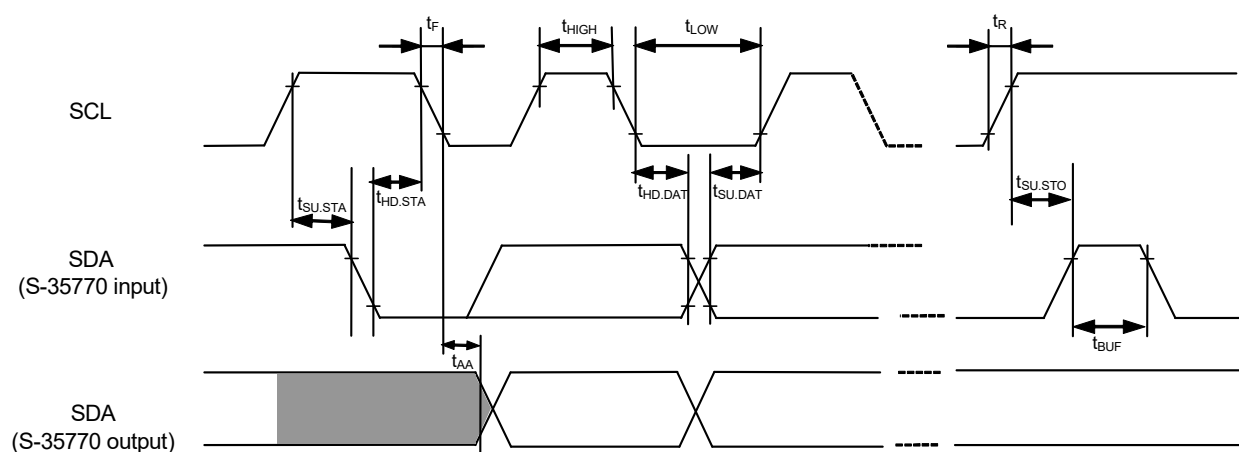 tF
tHIGH
tLOW
tR
SCL
tSU.STA
tHD.STA
tHD.DAT
tSU.DAT
tSU.STO
SDA
(S-35770 input)
tBUF
tAA
SDA
(S-35770 output)